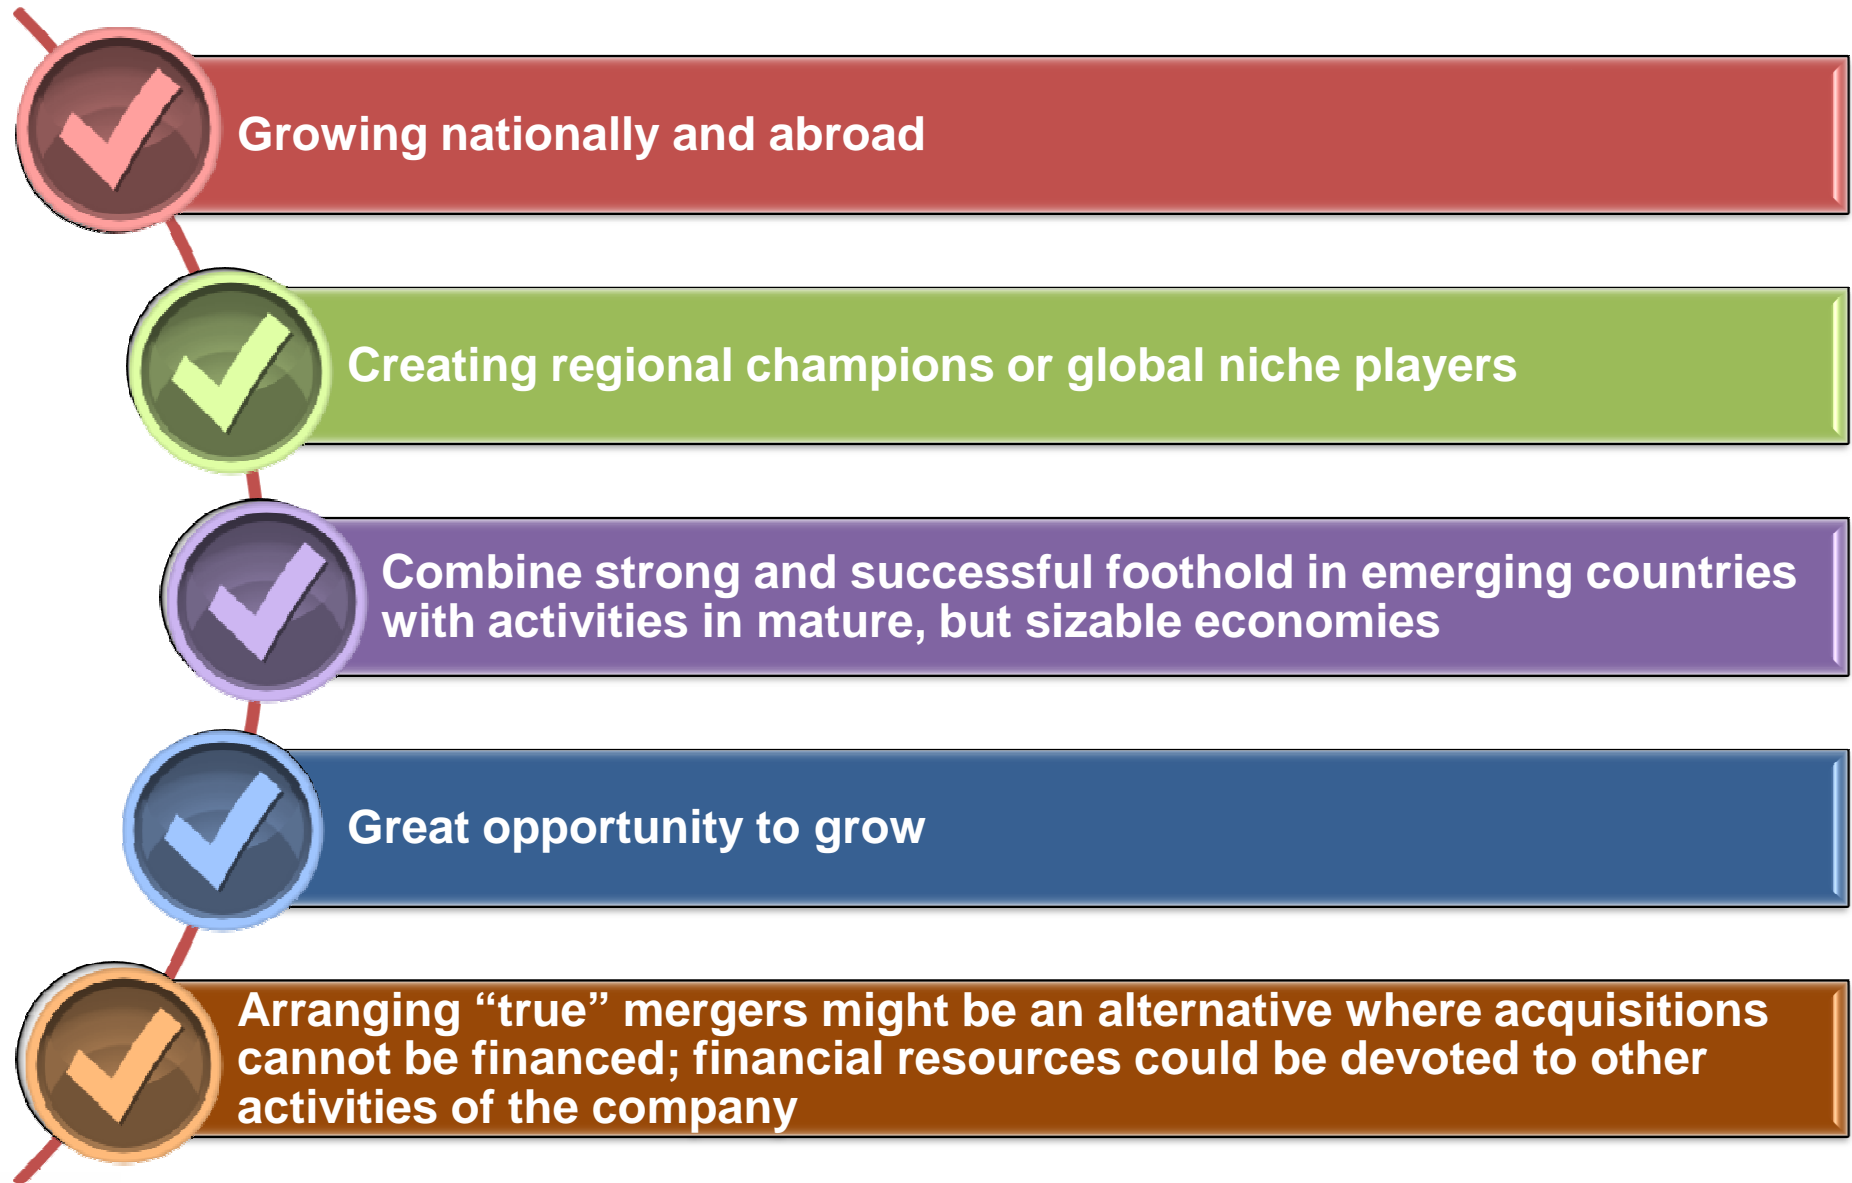 Growing nationally and abroad
Creating regional champions or global niche players
Combine strong and successful foothold in emerging countries
with activities in mature, but sizable economies
Great opportunity to grow
Arranging “true” mergers might be an alternative where acquisitions
cannot be financed; financial resources could be devoted to other
activities of the company